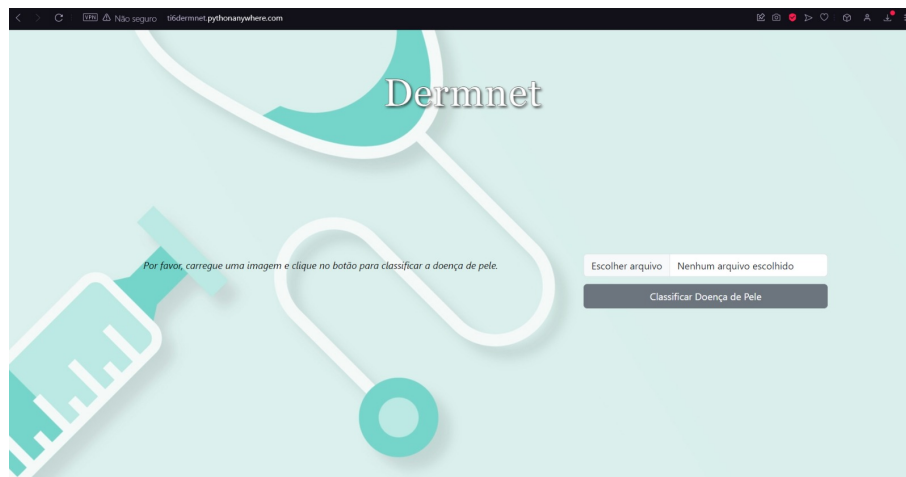 VPN Não seguro ti6dermnet.pythonanywhere.com
Dermnet
Por favor, carregue uma imagem e clique no botão para classificar a doença de pele.
Escolher arquivo Nenhum arquivo escolhido
Classificar Doença de Pele